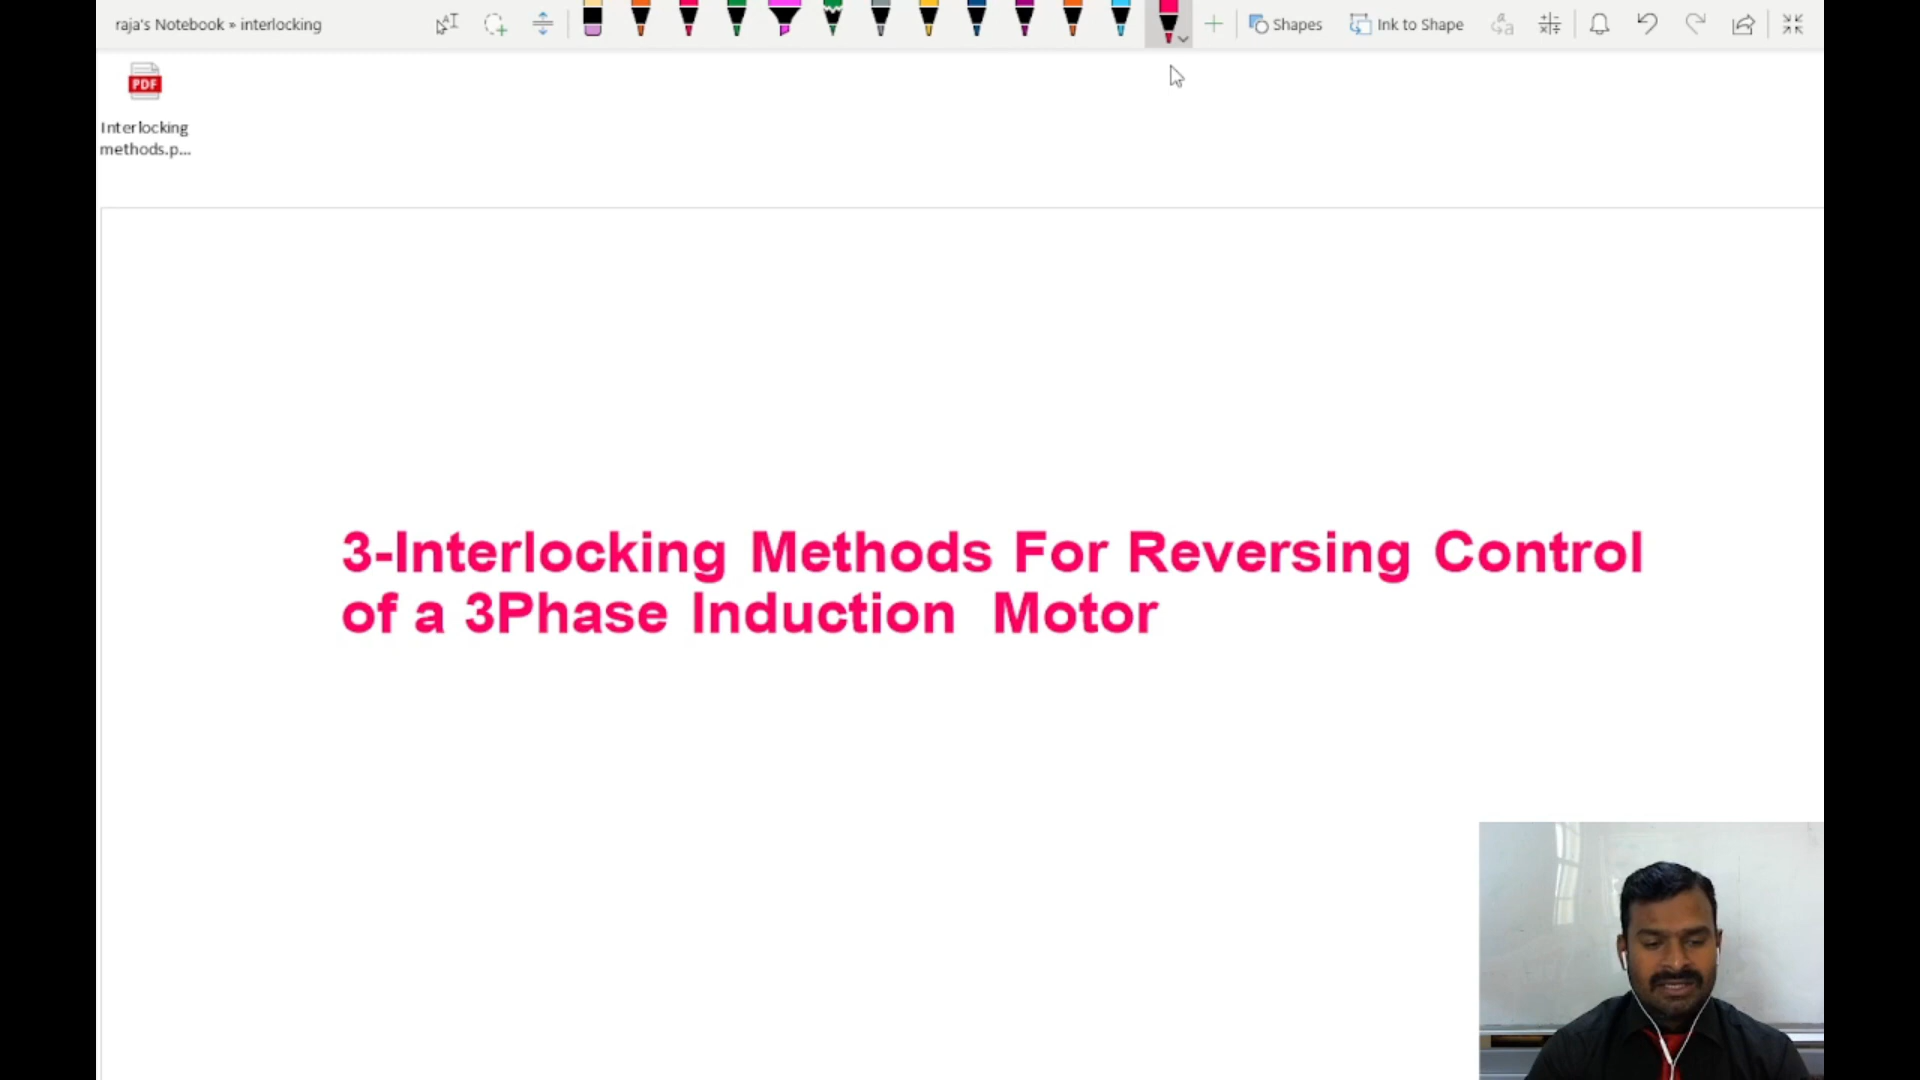 raja's Notebook » interlocking
Shapes
Ink to Shape
PDF
Interlocking
methods.p...
3-Interlocking Methods For Reversing Control
of a 3Phase Induction Motor